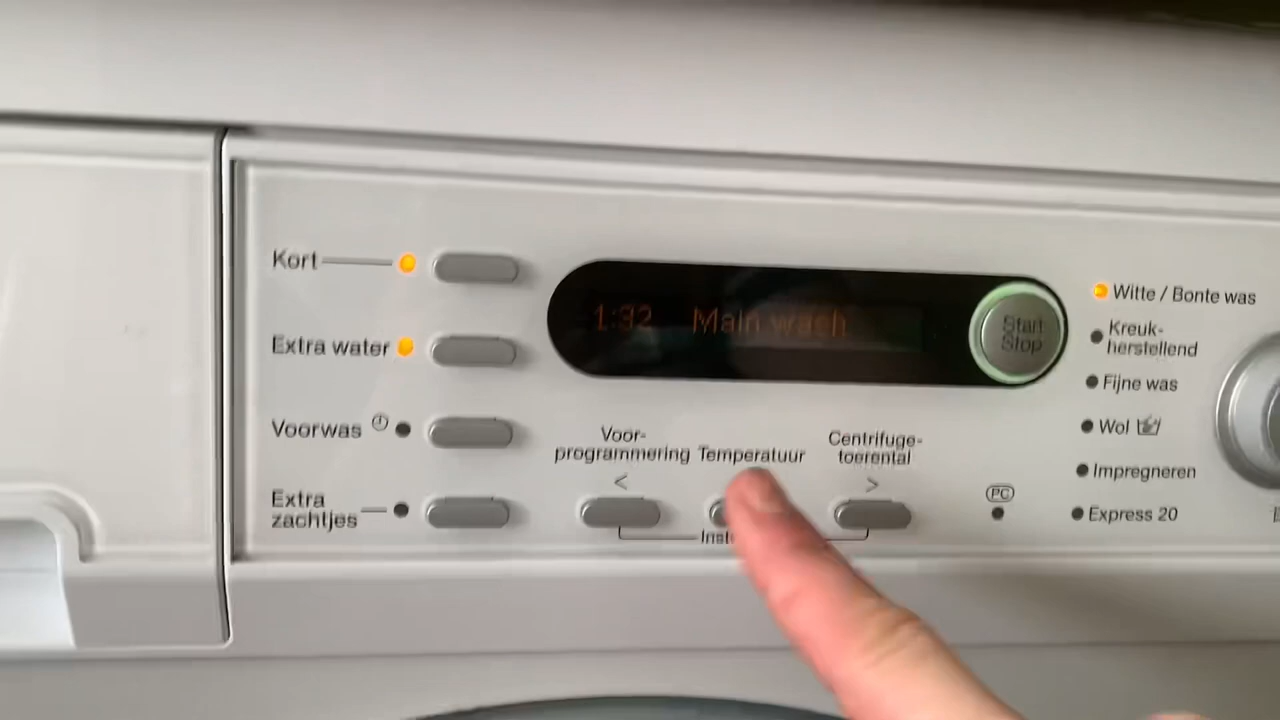 Kort
Extra water
Voorwas
Extra
zachtjes
1:32 Main wash
Start
Stop
Voor-
programmering
<
Temperatuur
Centrifuge-
toerental
>
PC
Witte / Bonte was
Kreuk-
herstellend
Fijne was
Wol
Impregneren
Express 20